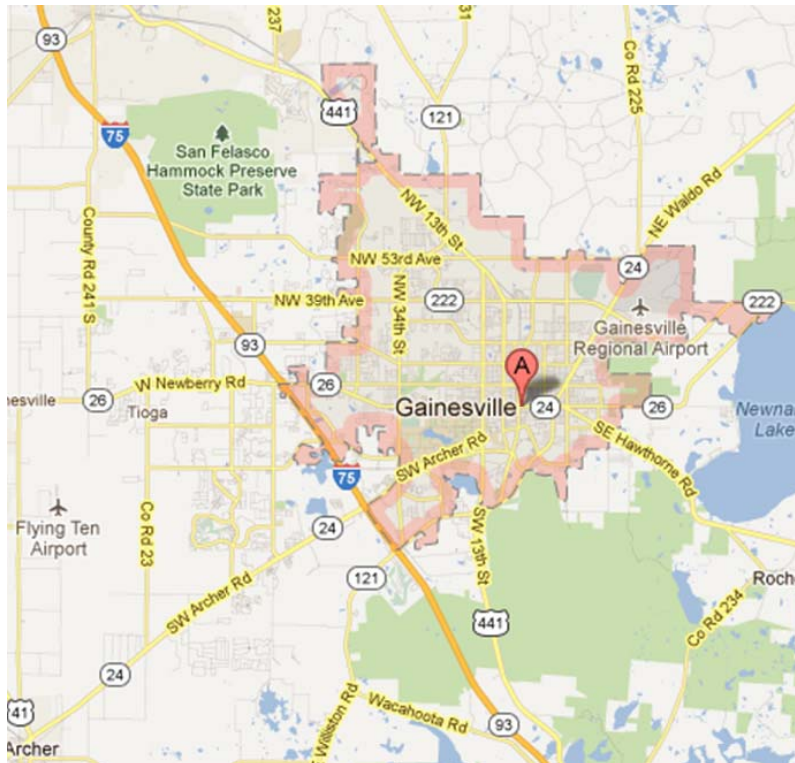 93
237
31
Co Rd 225
441
121
75
San Felasco
Hammock Preserve
State Park
NE Waldo Rd
NW 13th St
County Rd 241 S
NW 53rd Ave
24
NW 39th Ave
NW 34th St
222
222
Gainesville
Regional Airport
93
A
W Newberry Rd
26
nesville
26
Tioga
Gainesville
24
26
Newnan
Lake
SW Archer Rd
SE Hawthorne Rd
75
Co Rd 23
Flying Ten
Airport
24
SW 13th St
121
Roche
SW Archer Rd
441
Co Rd 234
24
Williston Rd
Wacahoota Rd
93
41
Archer